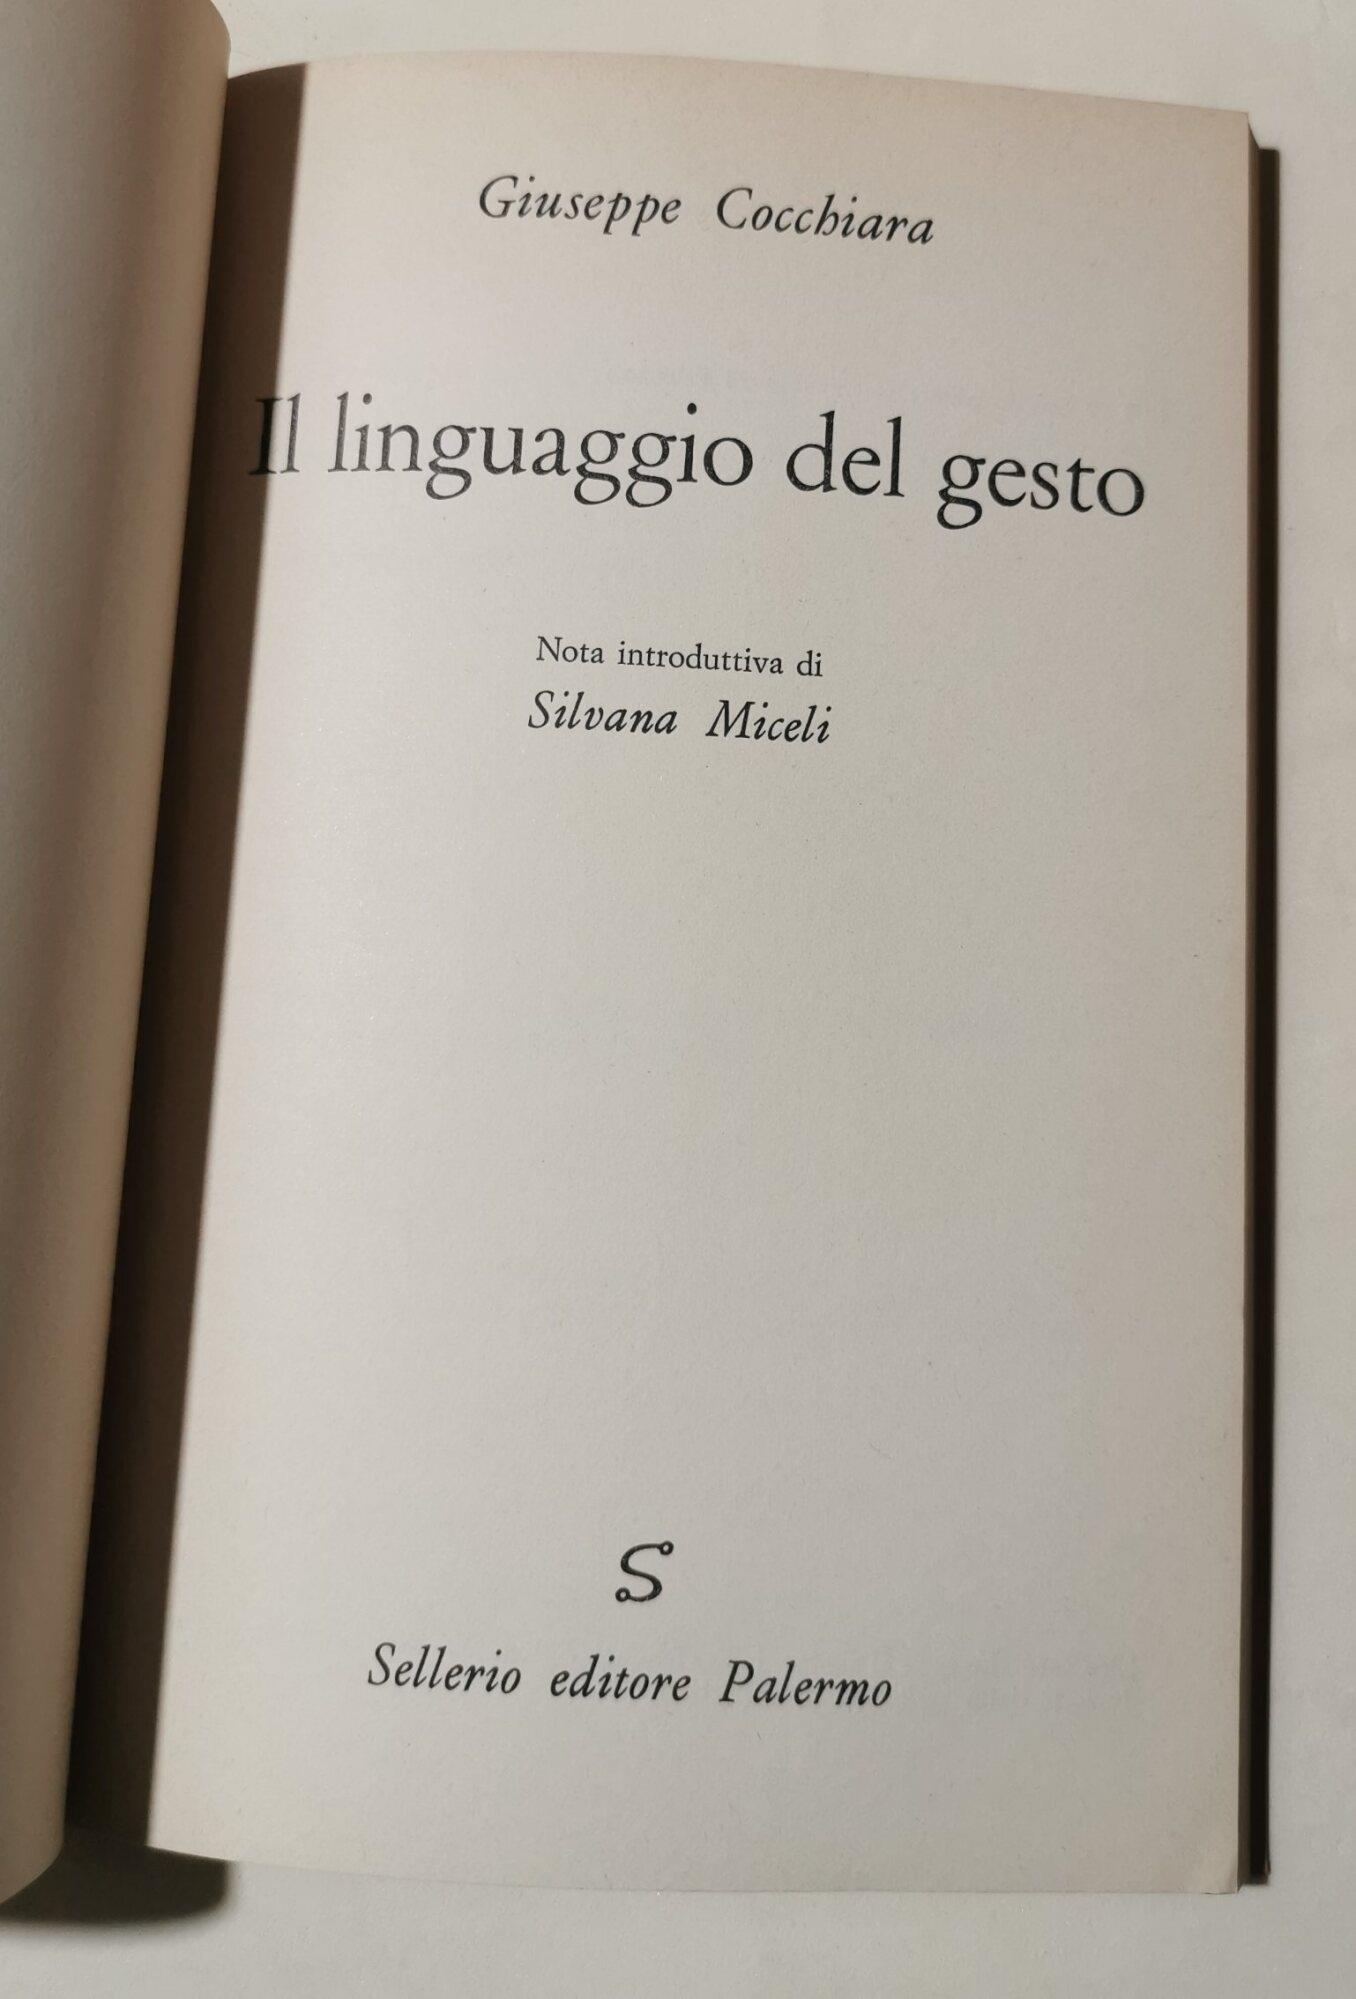 Giuseppe Cocchiara
Il linguaggio del gesto
Nota introduttiva di
Silvana Miceli
S
Sellerio editore Palermo